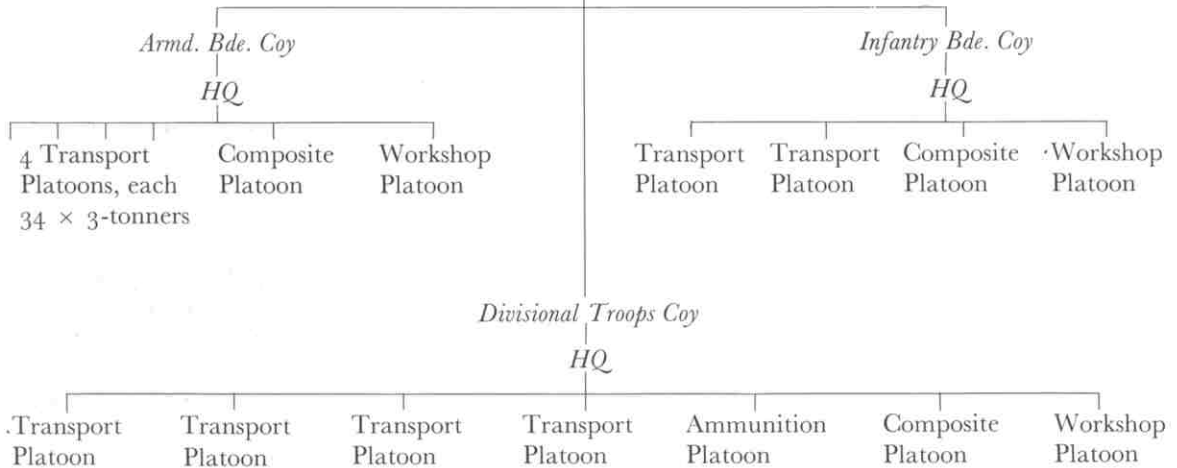 Armd. Bde. Coy
HQ
4 Transport
Platoons, each
34 × 3-tonners
Composite
Platoon
Workshop
Platoon
Infantry Bde. Coy
HQ
Transport
Platoon
Transport
Platoon
Composite
Platoon
Workshop
Platoon
Divisional Troops Coy
HQ
Transport
Platoon
Transport
Platoon
Transport
Platoon
Transport
Platoon
Ammunition
Platoon
Composite
Platoon
Workshop
Platoon